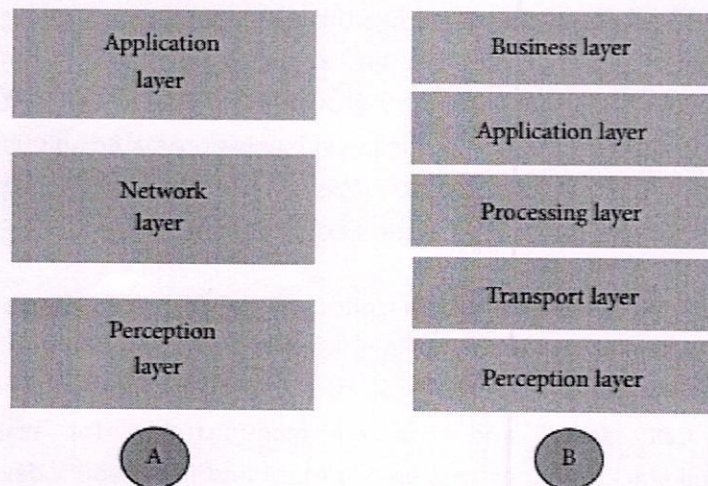 Application
layer
Network
layer
Perception
layer
A
Business layer
Application layer
Processing layer
Transport layer
Perception layer
B